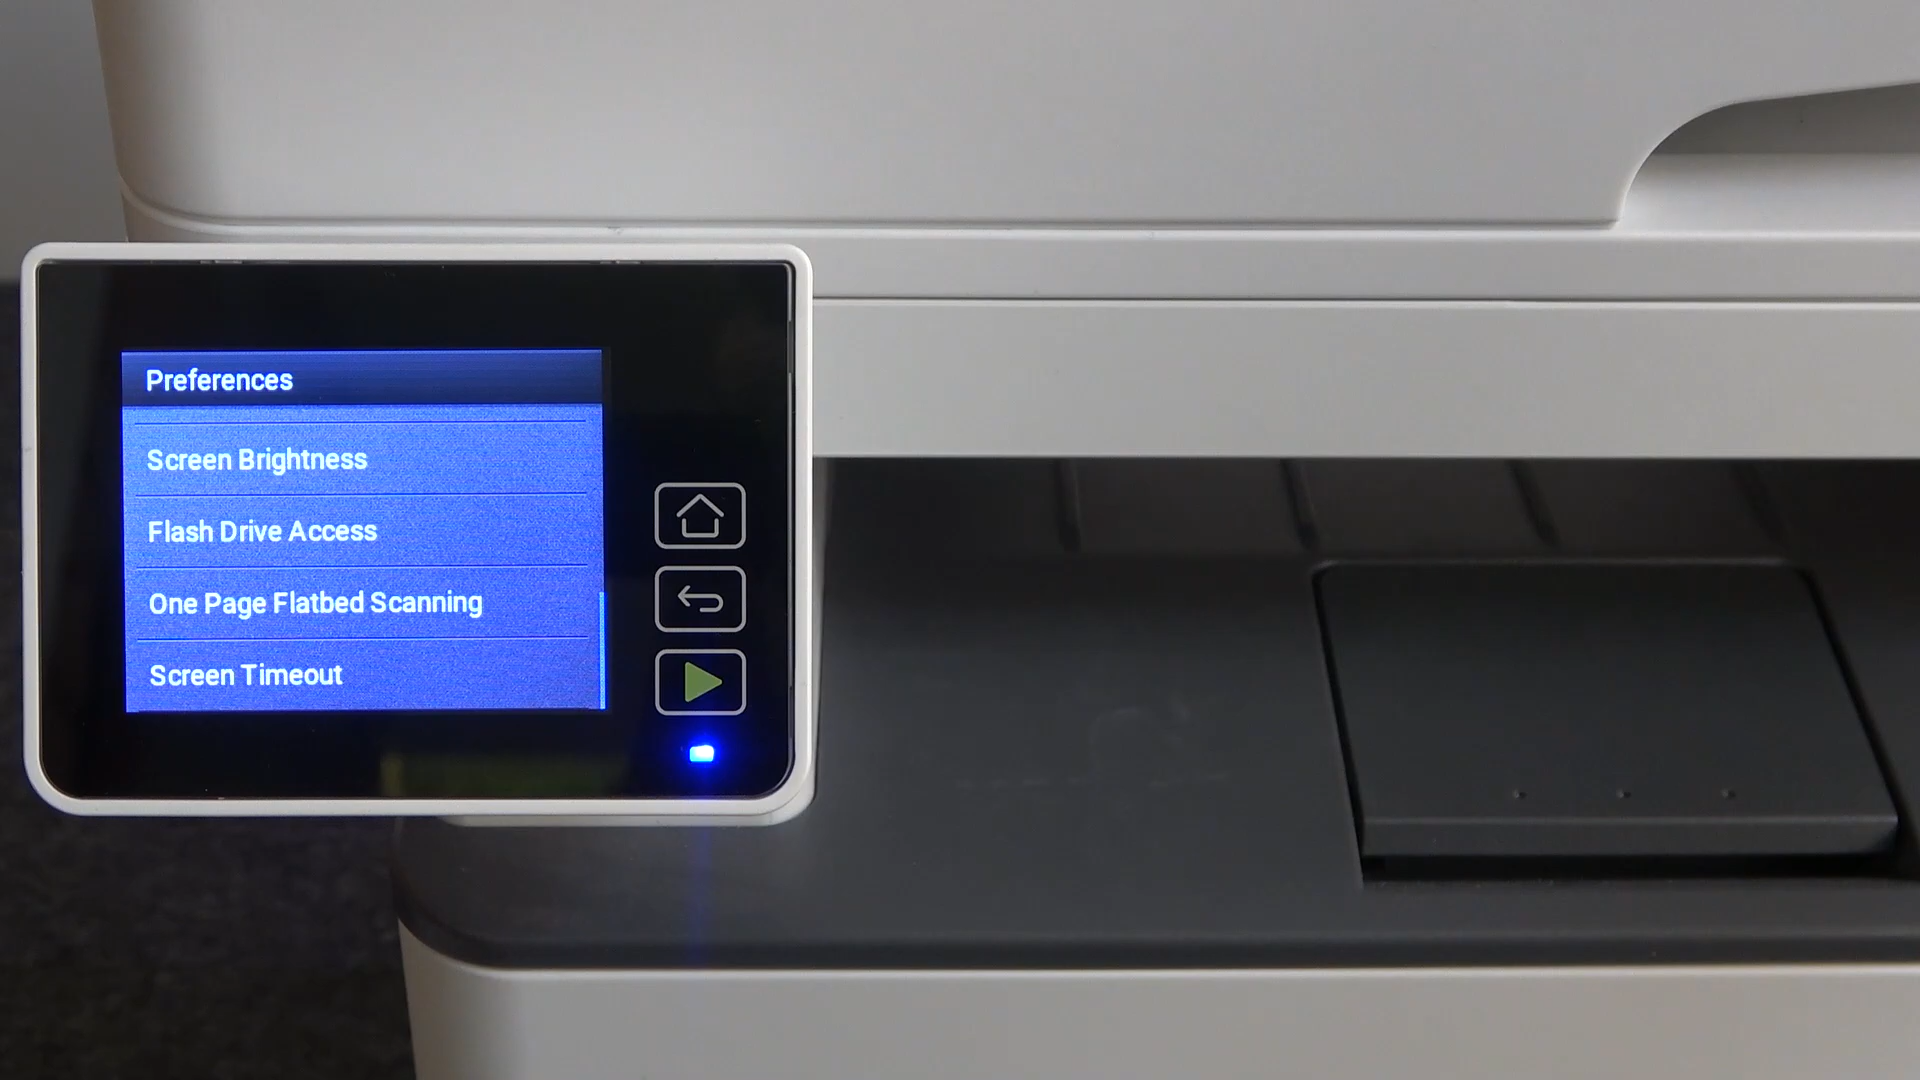 Preferences
Screen Brightness
Flash Drive Access
One Page Flatbed Scanning
Screen Timeout